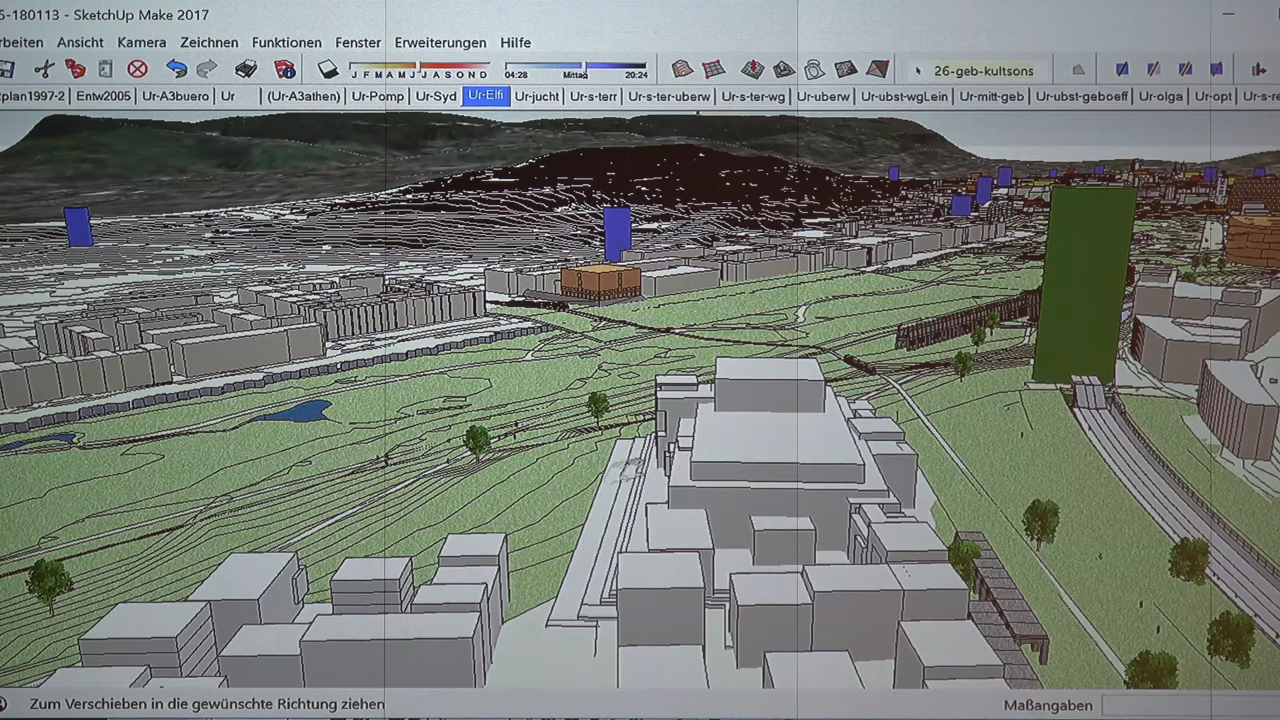 5-180113 - SketchUp Make 2017
rbeiten Ansicht Kamera Zeichnen Funktionen Fenster Erweiterungen Hilfe
J F M A M J J A S O N D 04:28 Mittag 20:24 26-geb-kultsons
plan1997-2 Entw2005 Ur-A3buero Ur (Ur-A3athen) Ur-Pomp Ur-Syd Ur-Elfi Ur-jucht Ur-s-terr Ur-s-ter-uberw Ur-s-ter-wg Ur-uberw Ur-ubst-wgLein Ur-mitt-geb Ur-ubst-geboeff Ur-olga Ur-opt Ur-s-re
Zum Verschieben in die gewünschte Richtung ziehen Maßangaben